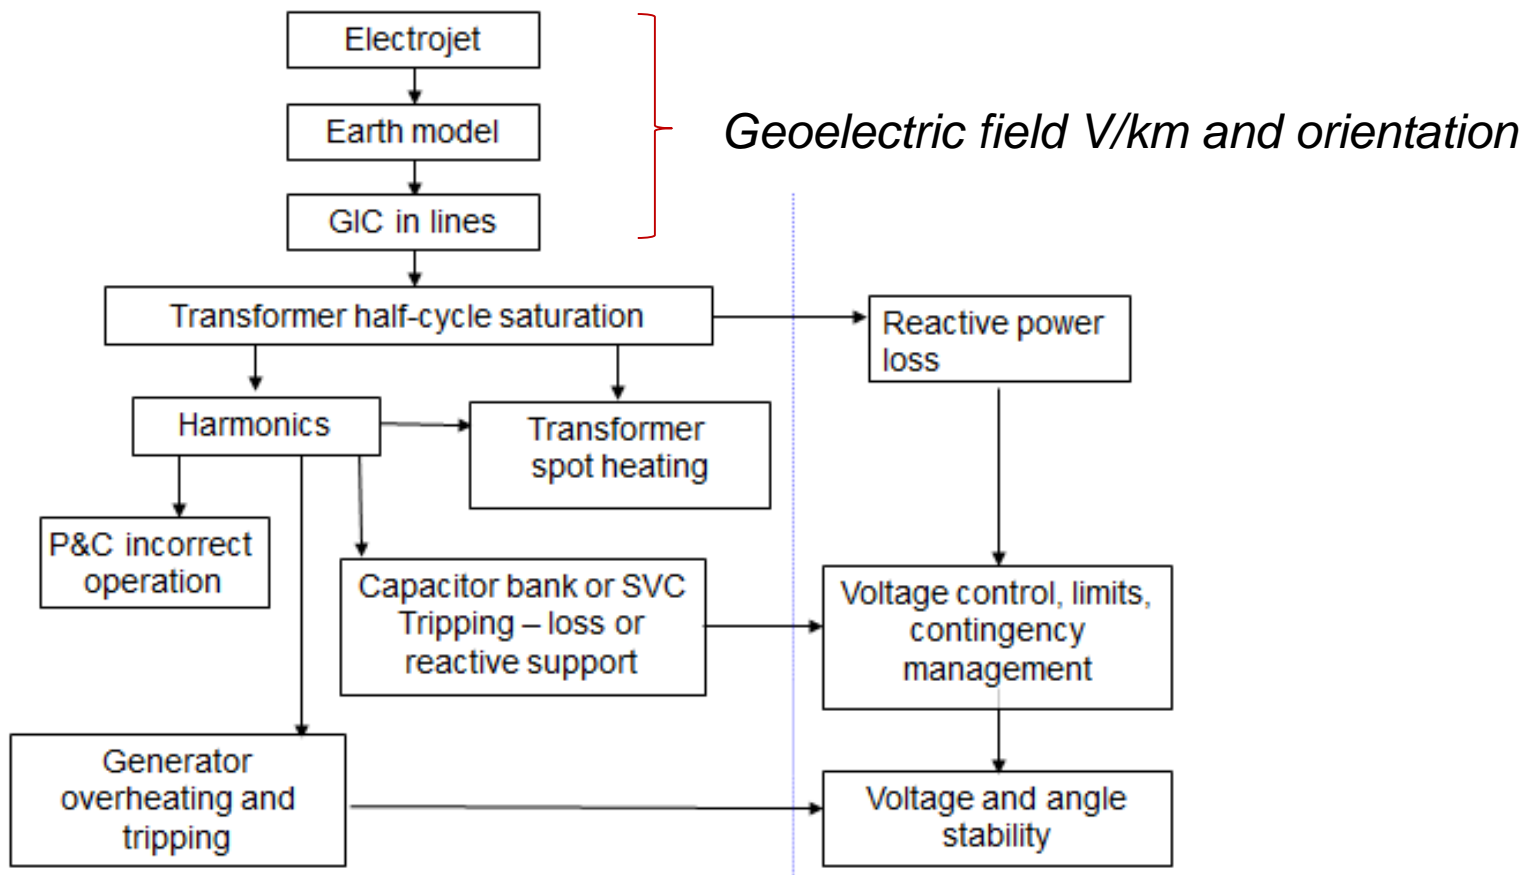 Electrojet
Earth model
Geoelectric field V/km and orientation
GIC in lines
Transformer half-cycle saturation
Reactive power
loss
Harmonics
Transformer
spot heating
P&C incorrect
operation
Capacitor bank or SVC
Tripping – loss or
reactive support
Voltage control, limits,
contingency
management
Generator
overheating and
tripping
Voltage and angle
stability